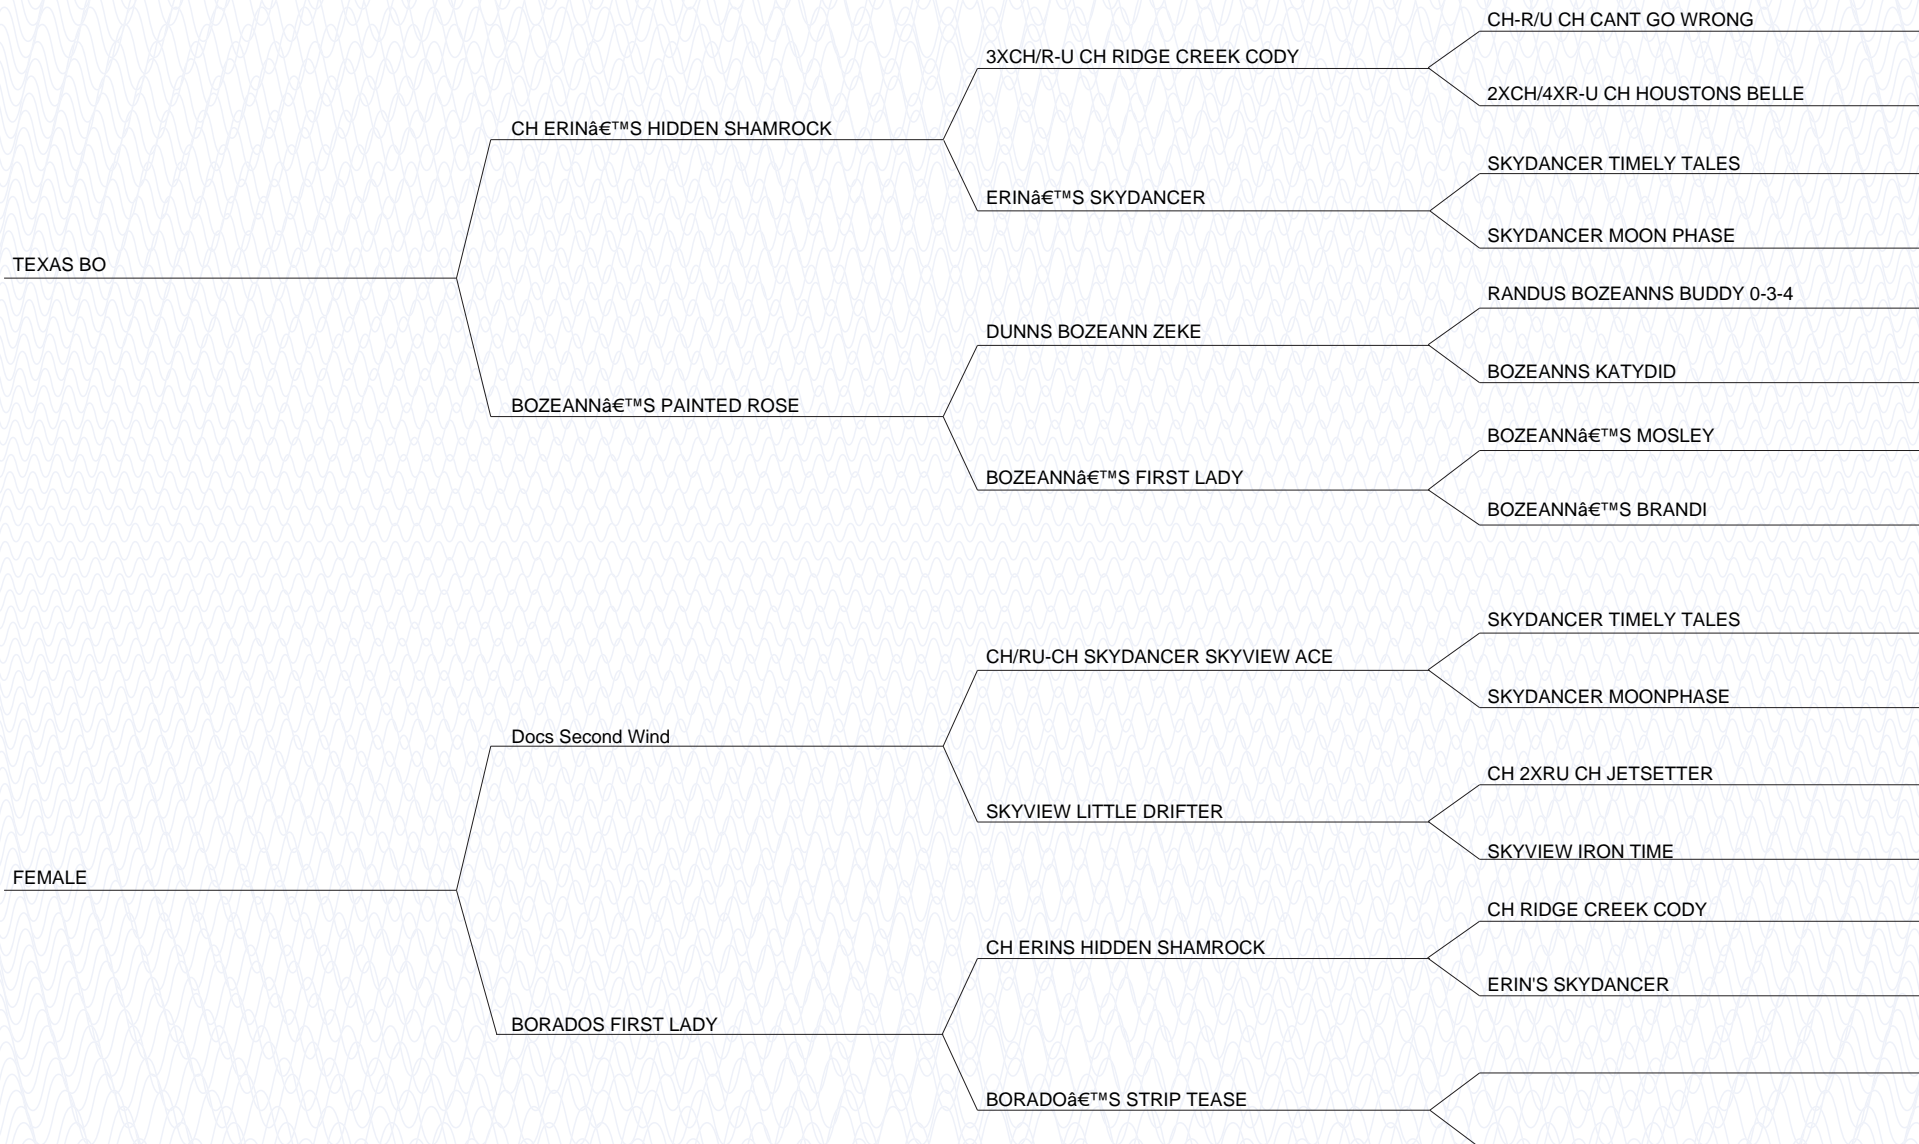 CH-R/U CH CANT GO WRONG
3XCH/R-U CH RIDGE CREEK CODY
2XCH/4XR-U CH HOUSTONS BELLE
CH ERINâ€™S HIDDEN SHAMROCK
SKYDANCER TIMELY TALES
ERINâ€™S SKYDANCER
SKYDANCER MOON PHASE
TEXAS BO
RANDUS BOZEANNS BUDDY 0-3-4
DUNNS BOZEANN ZEKE
BOZEANNS KATYDID
BOZEANNâ€™S PAINTED ROSE
BOZEANNâ€™S MOSLEY
BOZEANNâ€™S FIRST LADY
BOZEANNâ€™S BRANDI
SKYDANCER TIMELY TALES
CH/RU-CH SKYDANCER SKYVIEW ACE
SKYDANCER MOONPHASE
Docs Second Wind
CH 2XRU CH JETSETTER
SKYVIEW LITTLE DRIFTER
SKYVIEW IRON TIME
FEMALE
CH RIDGE CREEK CODY
CH ERINS HIDDEN SHAMROCK
ERIN'S SKYDANCER
BORADOS FIRST LADY
BORADOâ€™S STRIP TEASE